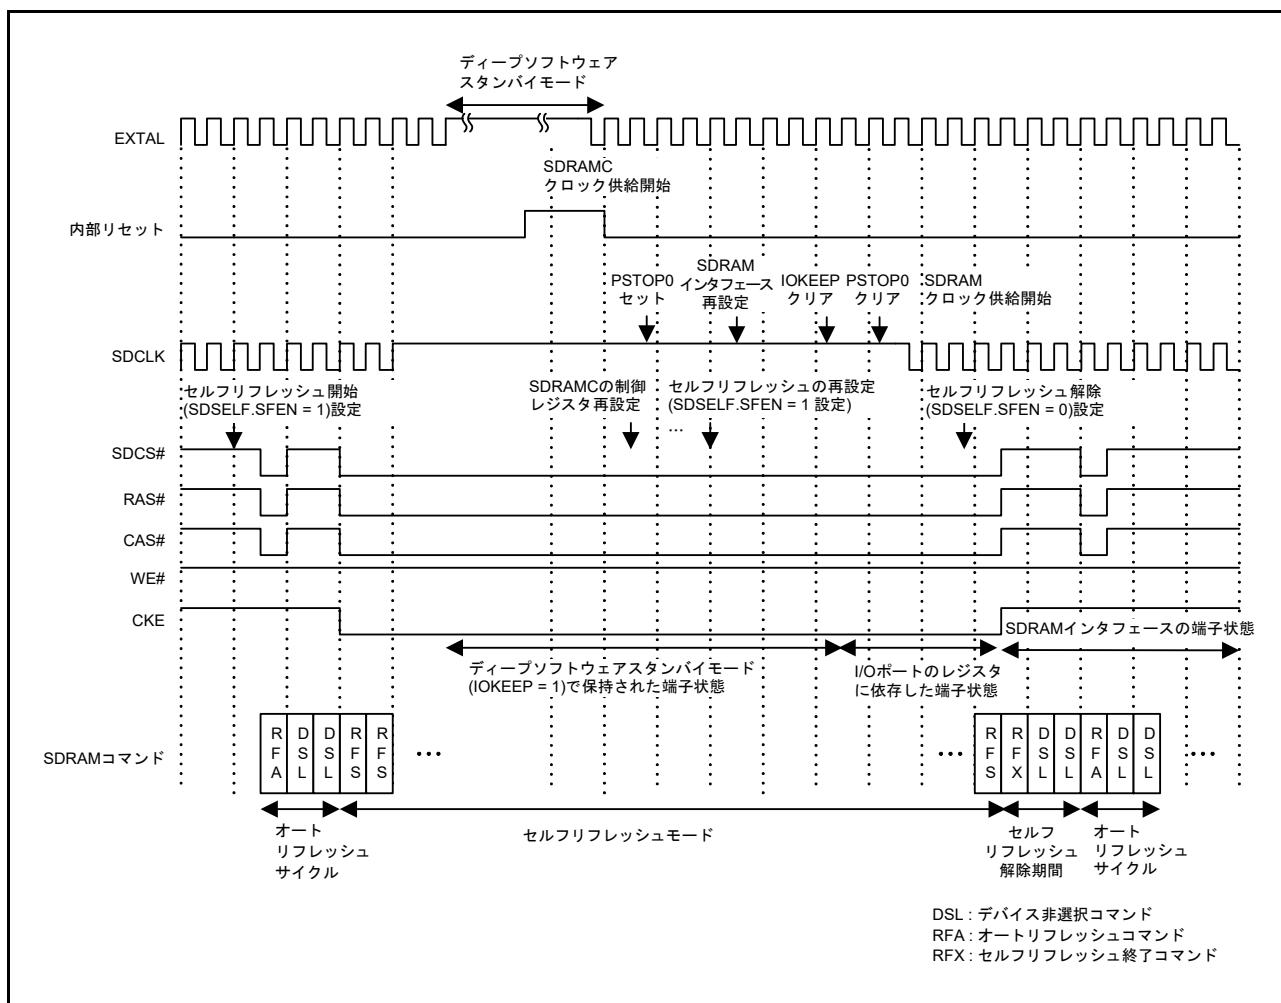 ディープソフトウェア
スタンバイモード
EXTAL
SDRAMC
クロック供給開始
内部リセット
PSTOP0
セット
SDRAM
インタフェース
再設定
IOKEEP
クリア
PSTOP0
クリア
SDRAM
クロック供給開始
SDCLK
セルフリフレッシュ開始
(SDSELF.SFEN = 1)設定
SDRAMCの制御
レジスタ再設定
セルフリフレッシュの再設定
(SDSELF.SFEN = 1 設定)
…
セルフリフレッシュ解除
(SDSELF.SFEN = 0)設定
SDCS#
RAS#
CAS#
WE#
CKE
SDRAMインタフェースの端子状態
ディープソフトウェアスタンバイモード
(IOKEEP = 1)で保持された端子状態
I/Oポートのレジスタ
に依存した端子状態
SDRAMコマンド
RFA
DSL
DSL
RFS
RFS
…
…
RFS
RFX
DSL
DSL
RFA
DSL
DSL
…
オート
リフレッシュ
サイクル
セルフリフレッシュモード
セルフ
リフレッシュ
解除期間
オート
リフレッシュ
サイクル
DSL : デバイス非選択コマンド
RFA : オートリフレッシュコマンド
RFX : セルフリフレッシュ終了コマンド